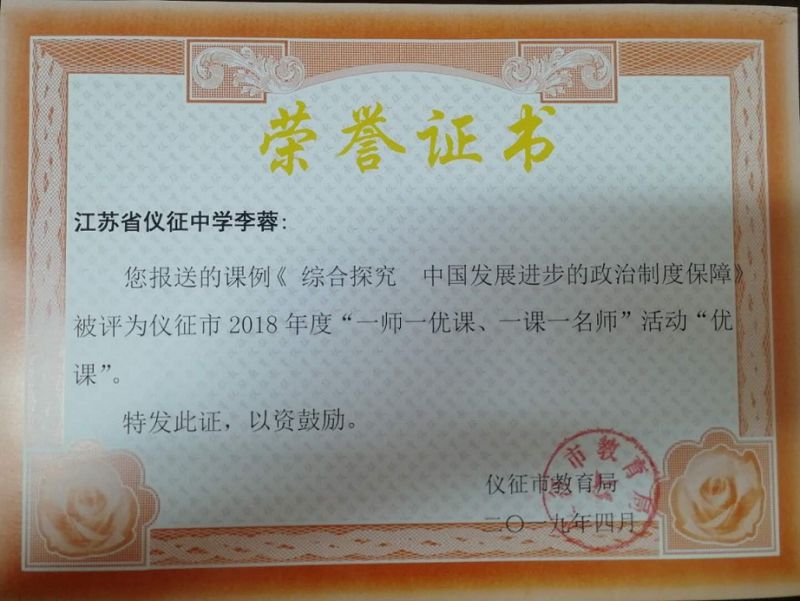 荣誉证书
江苏省仪征中学李蓉：
您报送的课例《 综合探究　中国发展进步的政治制度保障》
被评为仪征市 2018 年度“一师一优课、一课一名师”活动“优
课”。
特发此证，以资鼓励。
仪征市教育局
二〇一九年四月
市教育局